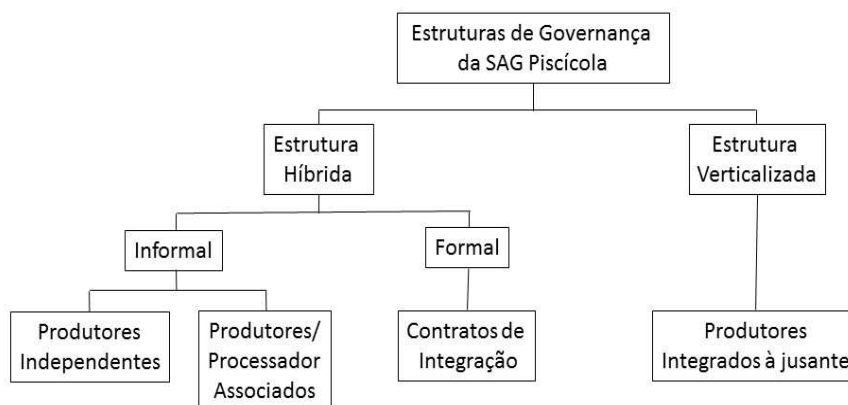 Estruturas de Governança
da SAG Piscícola
Estrutura
Híbrida
Estrutura
Verticalizada
Informal
Formal
Produtores
Independentes
Produtores/
Processador
Associados
Contratos de
Integração
Produtores
Integrados à jusante